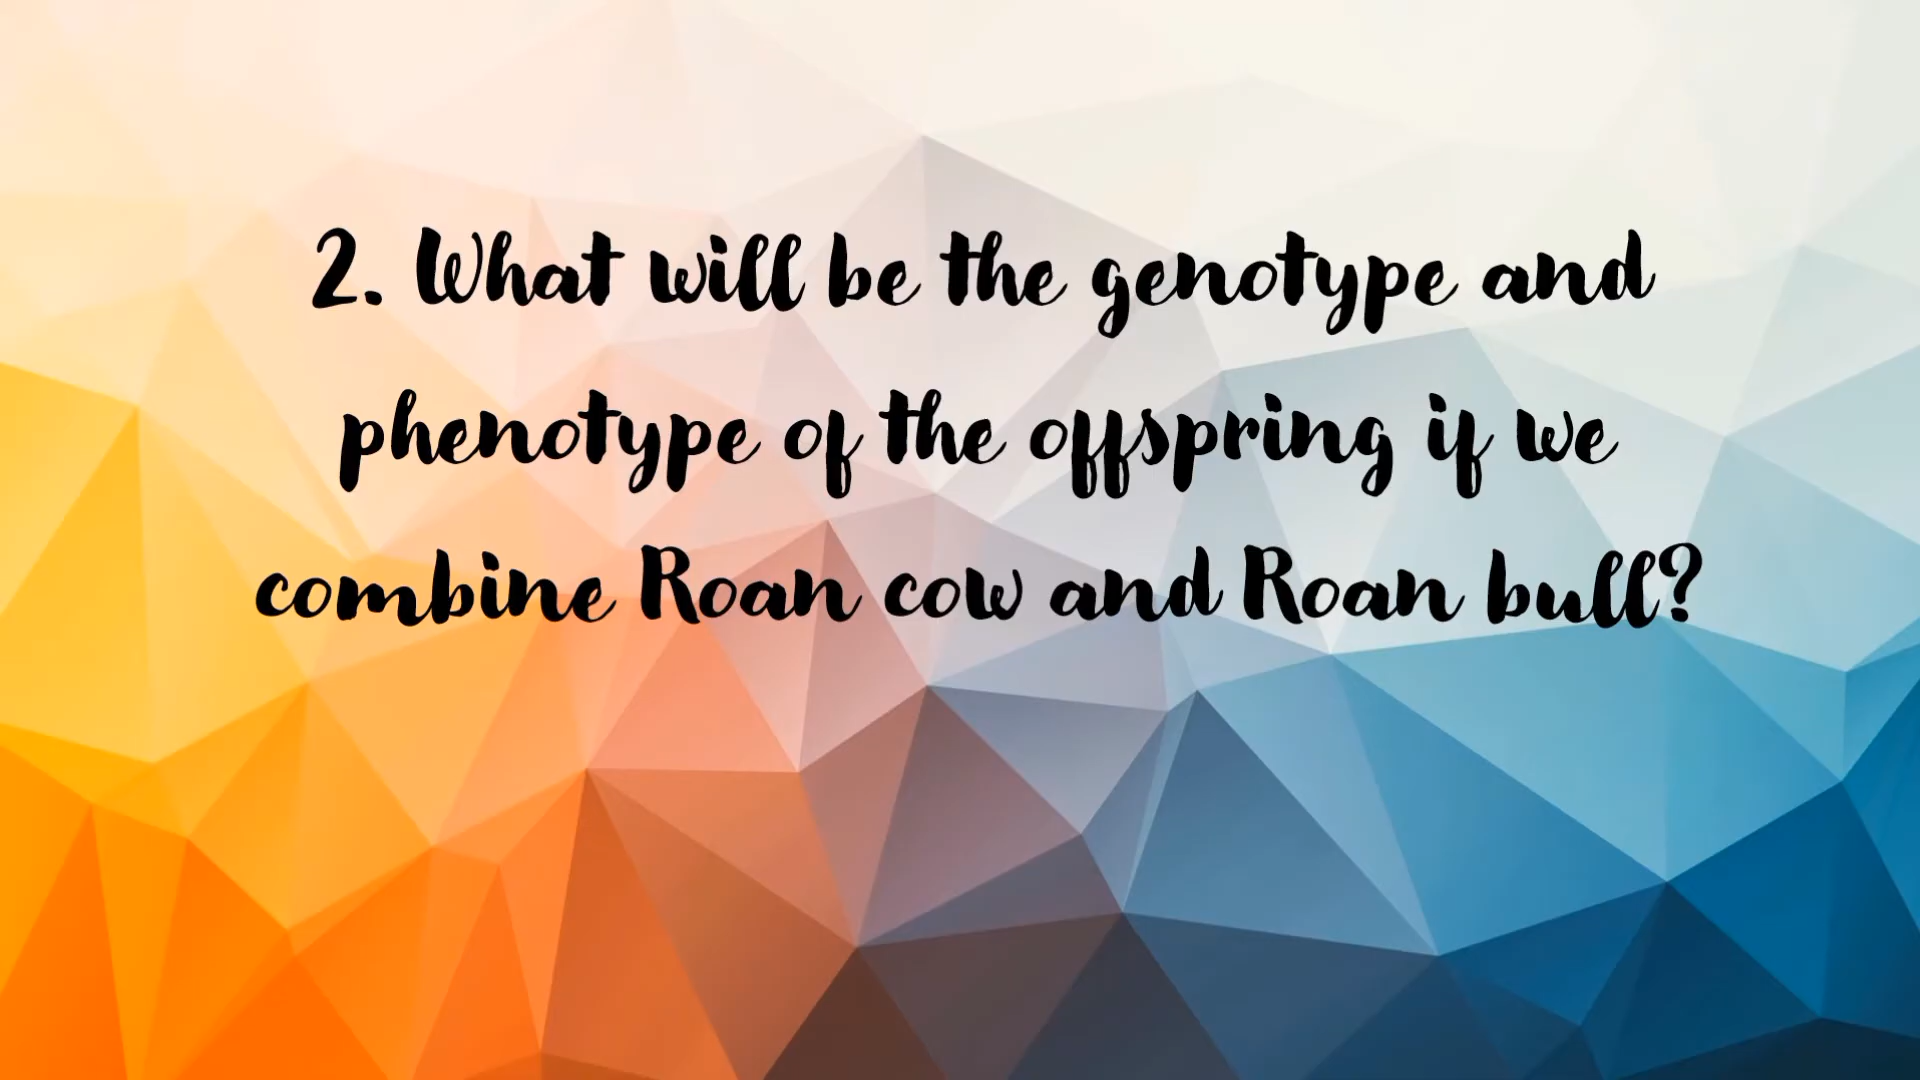 2. What will be the genotype and
phenotype of the offspring if we
combine Roan cow and Roan bull?